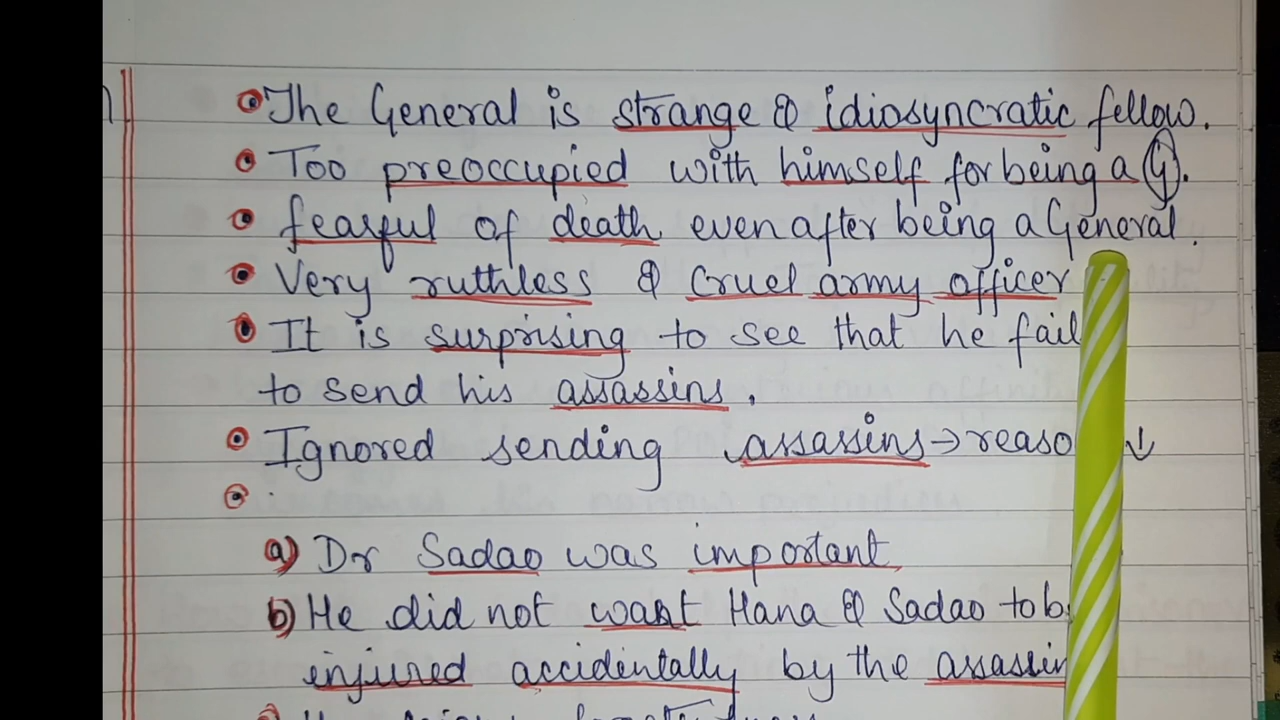 The General is strange & idiosyncratic fellow.
Too preoccupied with himself for being a G.
fearful of death even after being a General.
Very ruthless & cruel army officer
It is surprising to see that he fail
to send his assassins.
Ignored sending assassins → reaso ↓
a) Dr Sadao was important
b) He did not want Hana & Sadao to b
injured accidentally by the assassin